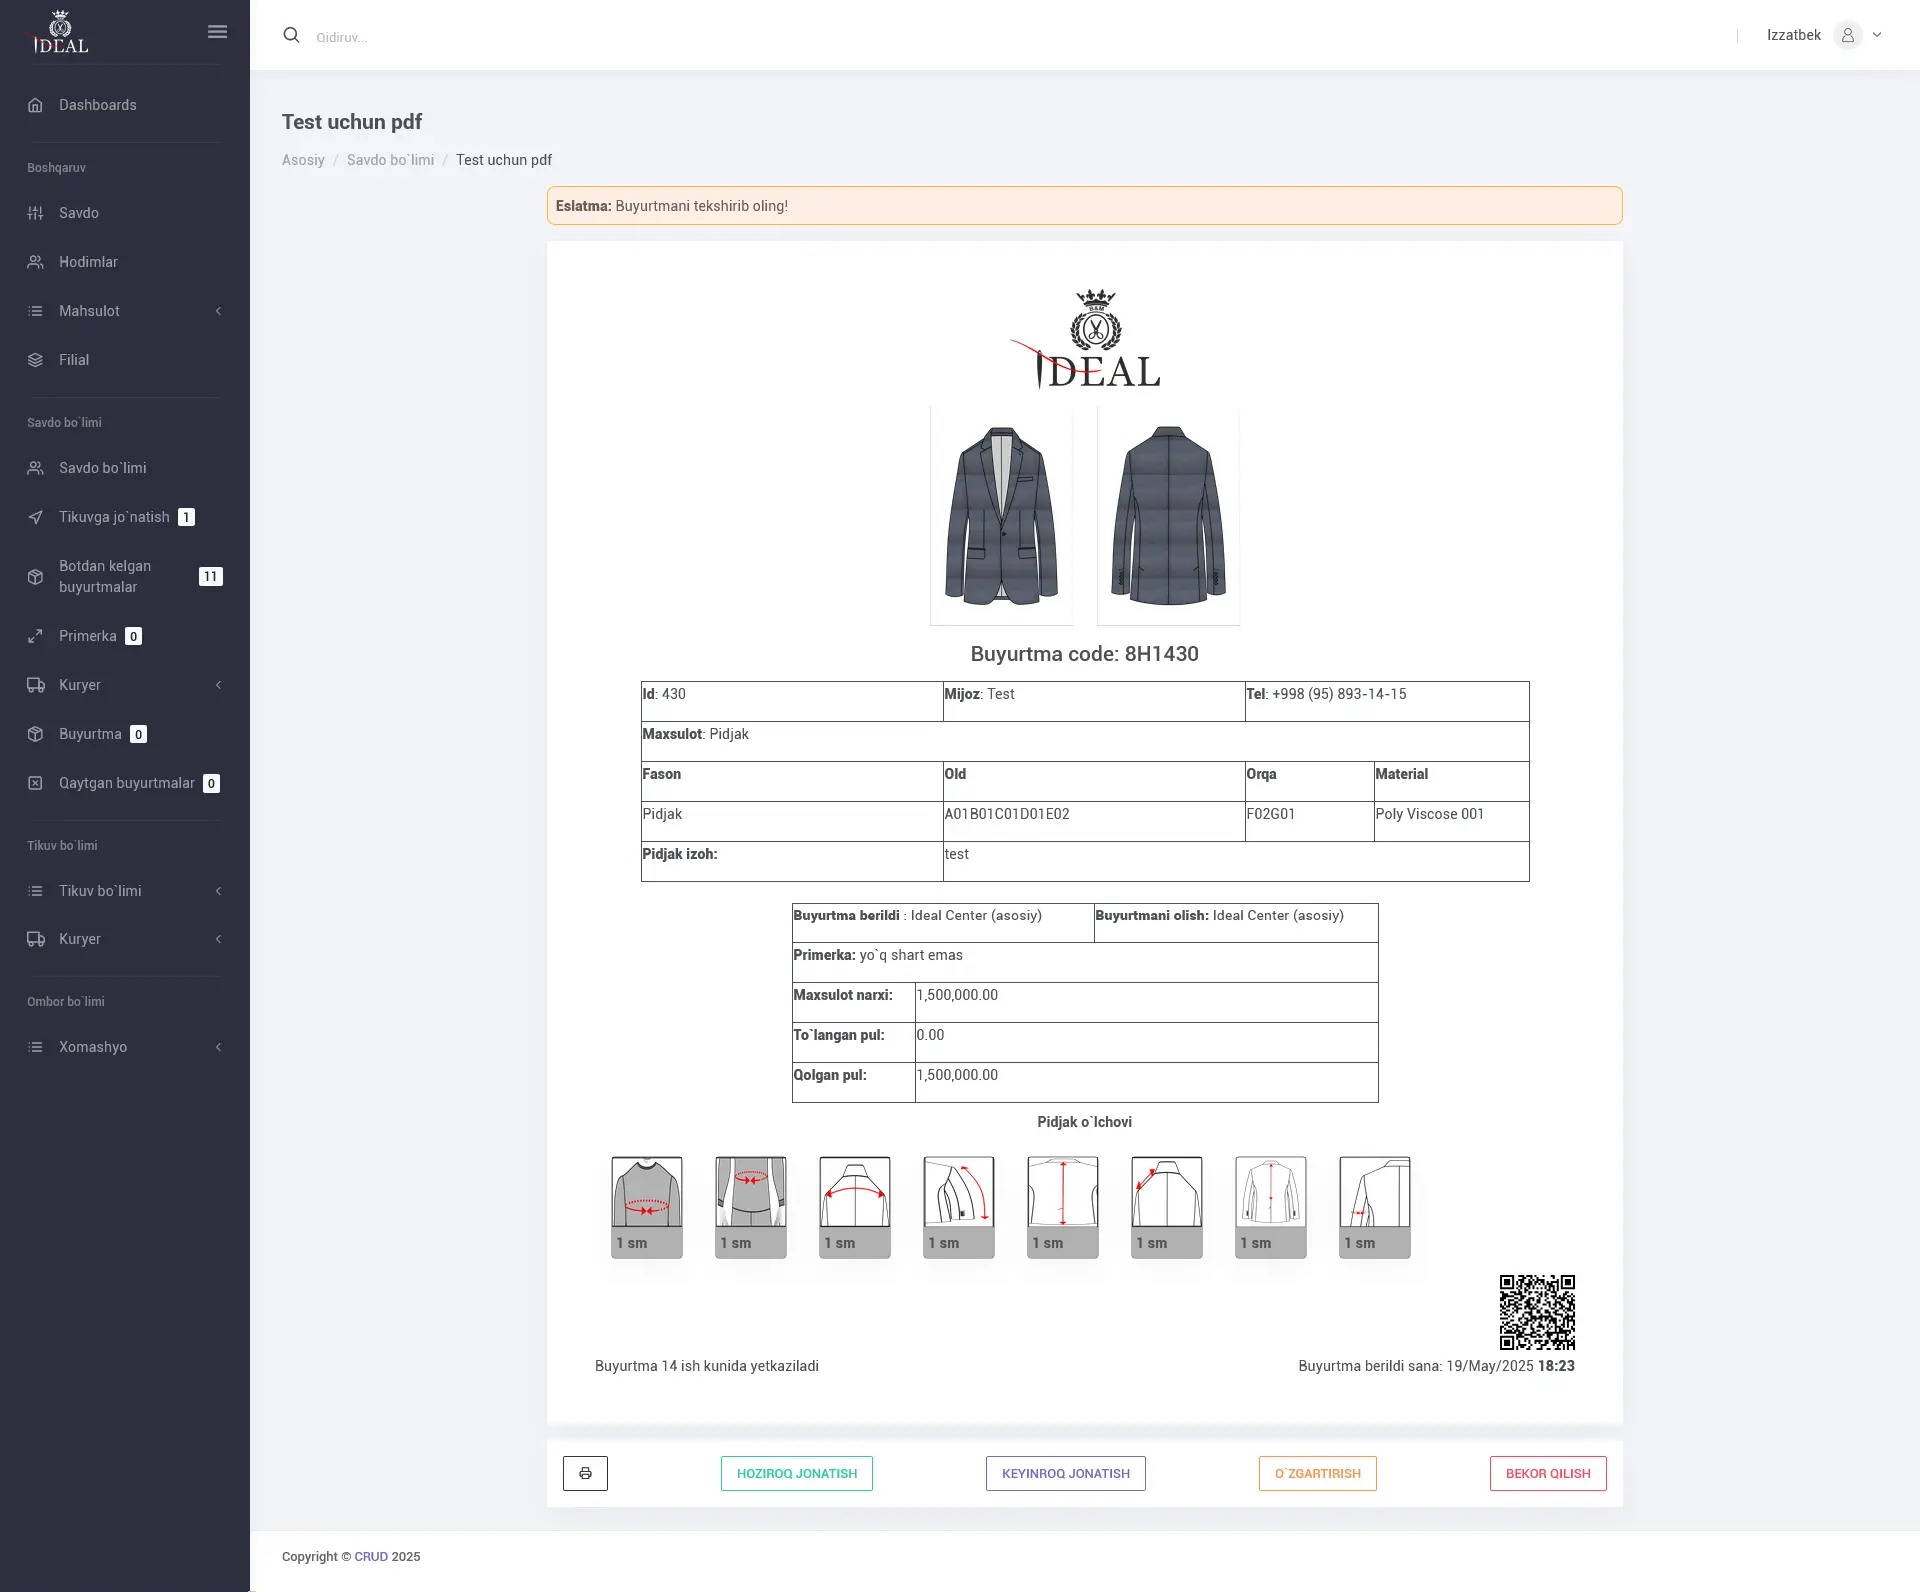 IDEAL
Qidiruv...
Izzatbek
Dashboards
Boshqaruv
Savdo
Hodimlar
Mahsulot
Filial
Savdo bo`limi
Savdo bo`limi
Tikuvga jo`natish 1
Botdan kelgan
buyurtmalar
11
Primerka 0
Kuryer
Buyurtma 0
Qaytgan buyurtmalar 0
Tikuv bo`limi
Tikuv bo`limi
Kuryer
Ombor bo`limi
Xomashyo
Test uchun pdf
Asosiy / Savdo bo`limi / Test uchun pdf
Eslatma: Buyurtmani tekshirib oling!
B&M
IDEAL
Buyurtma code: 8H1430
Id: 430 Mijoz: Test Tel: +998 (95) 893-14-15
Maxsulot: Pidjak
Fason Old Orqa Material
Pidjak A01B01C01D01E02 F02G01 Poly Viscose 001
Pidjak izoh: test
Buyurtma berildi : Ideal Center (asosiy) Buyurtmani olish: Ideal Center (asosiy)
Primerka: yo`q shart emas
Maxsulot narxi: 1,500,000.00
To`langan pul: 0.00
Qolgan pul: 1,500,000.00
Pidjak o`lchovi
1 sm 1 sm 1 sm 1 sm 1 sm 1 sm 1 sm 1 sm
Buyurtma 14 ish kunida yetkaziladi
Buyurtma berildi sana: 19/May/2025 18:23
HOZIROQ JONATISH KEYINROQ JONATISH O`ZGARTIRISH BEKOR QILISH
Copyright © CRUD 2025